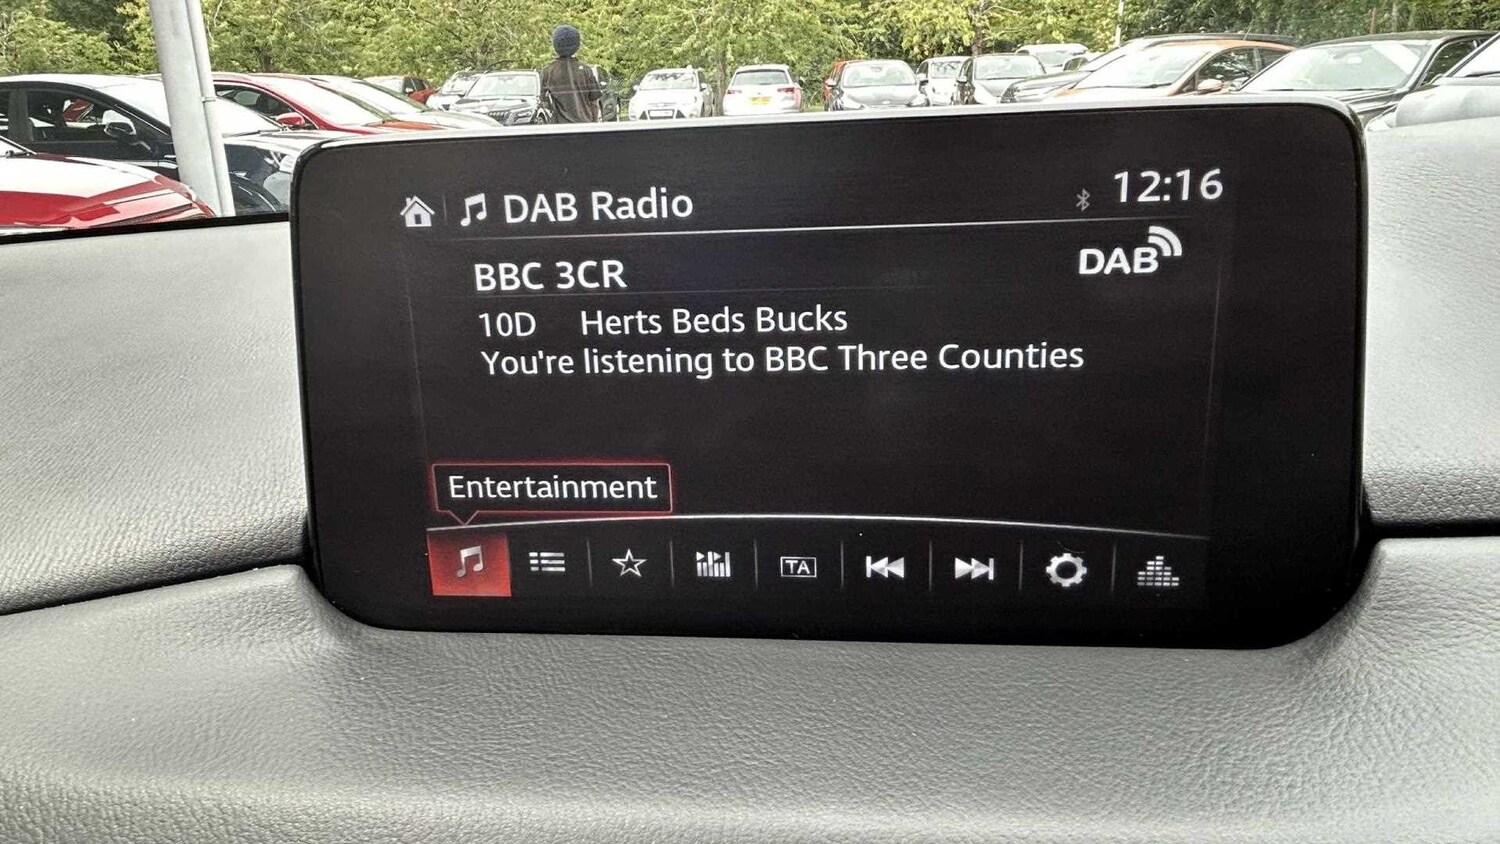 DAB Radio
12:16
BBC 3CR
DAB
10D Herts Beds Bucks
You're listening to BBC Three Counties
Entertainment
TA